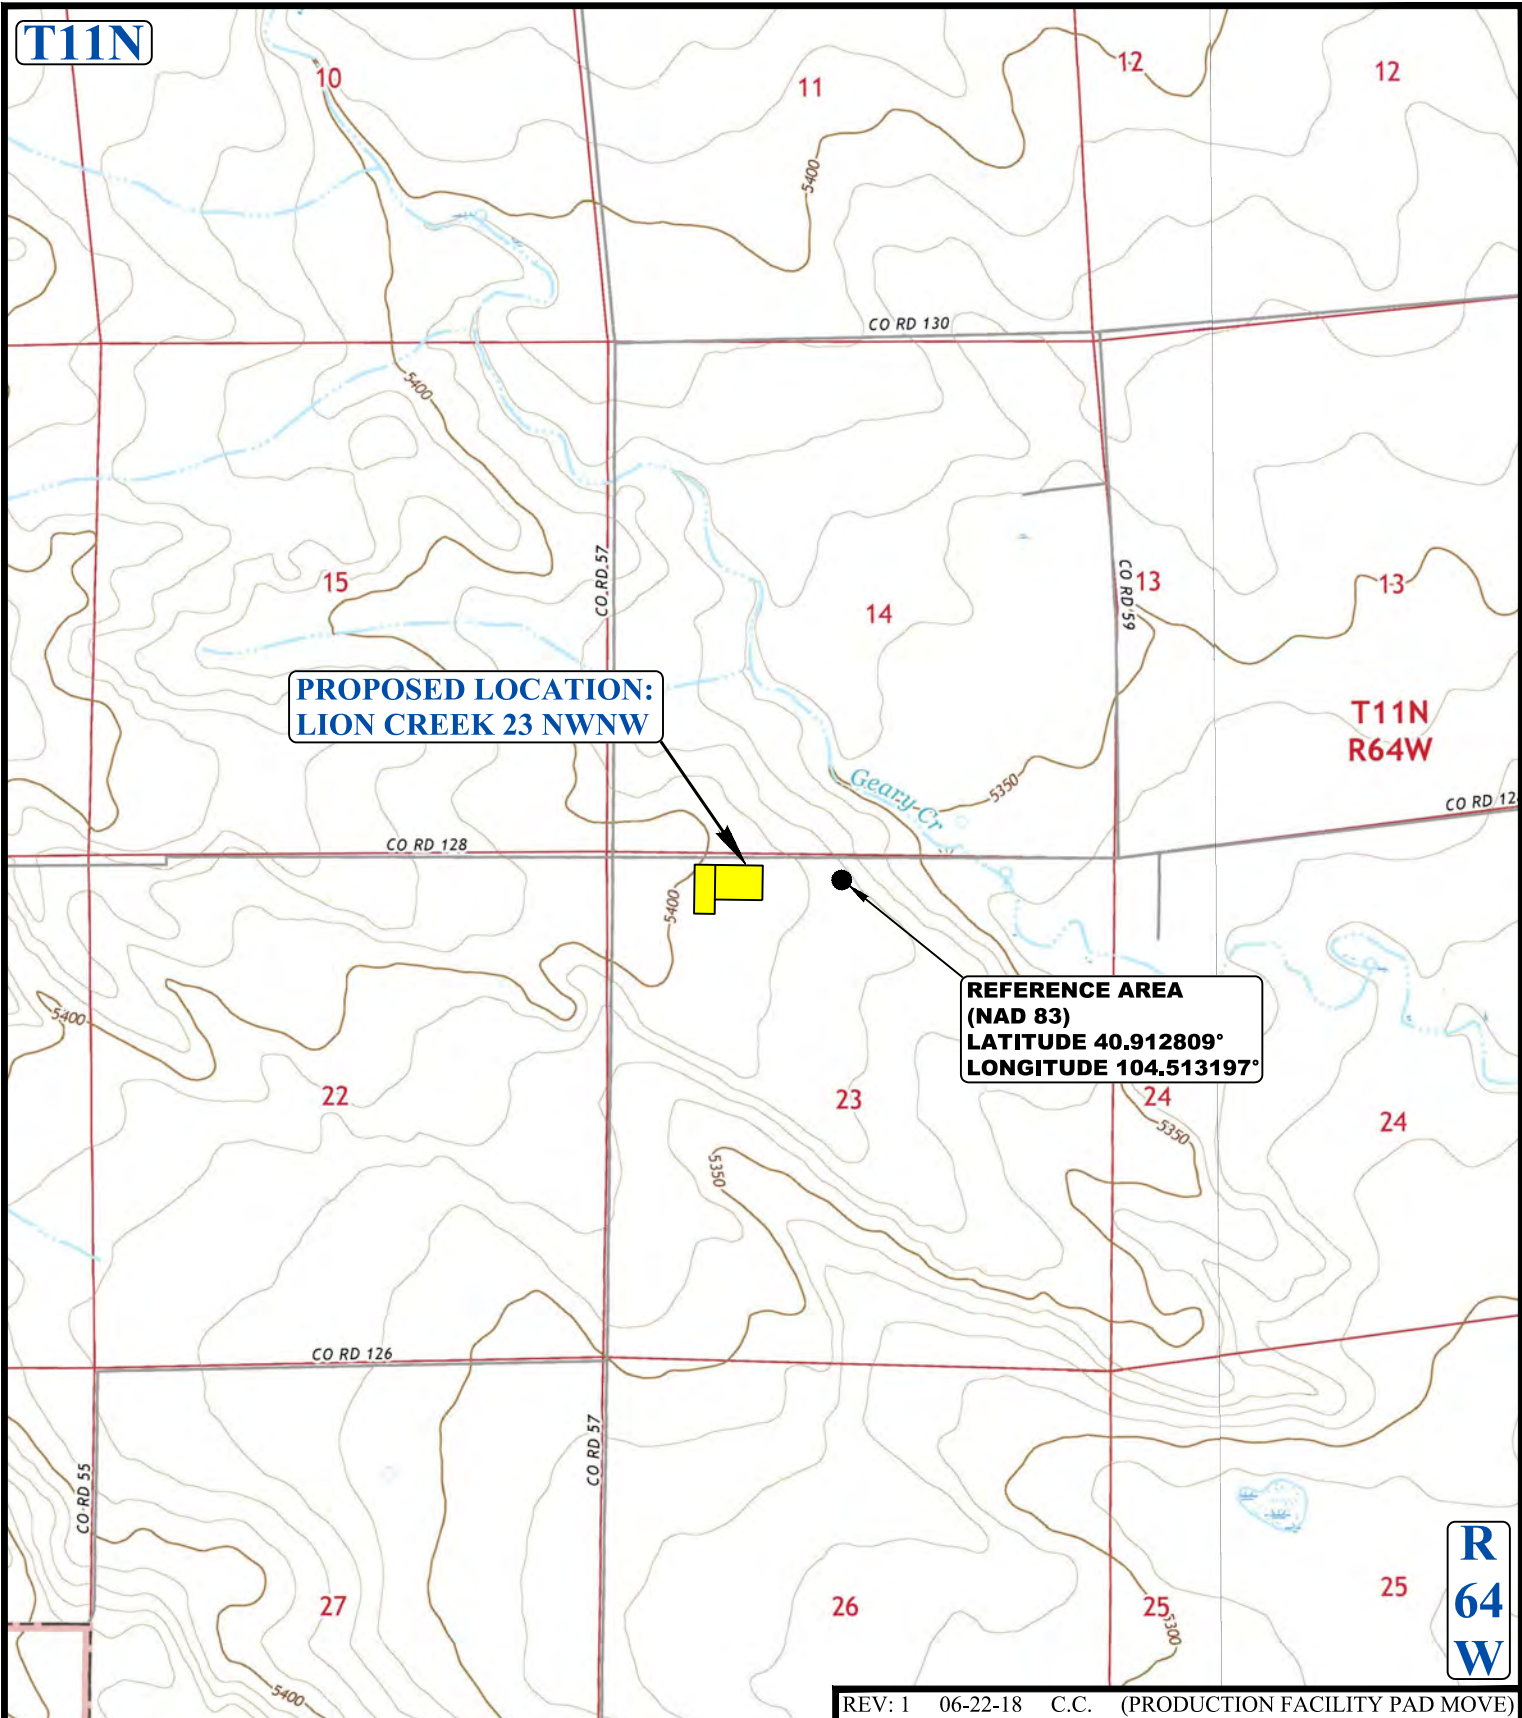 T11N
10
11
12
12
5400
CO RD 130
5400
CO RD 57
15
14
CO RD 59
13
13
PROPOSED LOCATION:
LION CREEK 23 NWNW
T11N
R64W
Geary Cr
5350
CO RD 128
CO RD 12
5400
REFERENCE AREA
(NAD 83)
LATITUDE 40.912809°
LONGITUDE 104.513197°
5400
22
23
24
24
5350
5350
CO RD 126
CO RD 57
CO RD 55
27
26
25
25
5300
5400
R
64
W
REV: 1 06-22-18 C.C. (PRODUCTION FACILITY PAD MOVE)